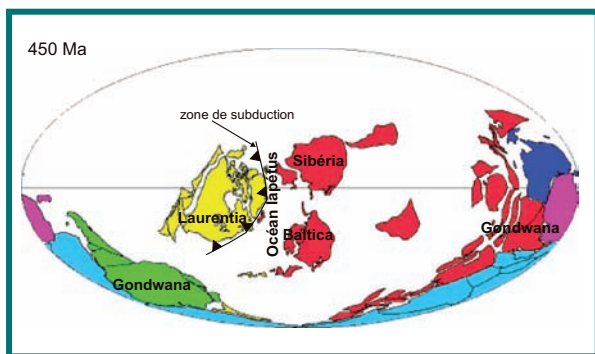 450 Ma
zone de subduction
Sibéria
Laurentia
Océan Iapétus
Baltica
Gondwana
Gondwana